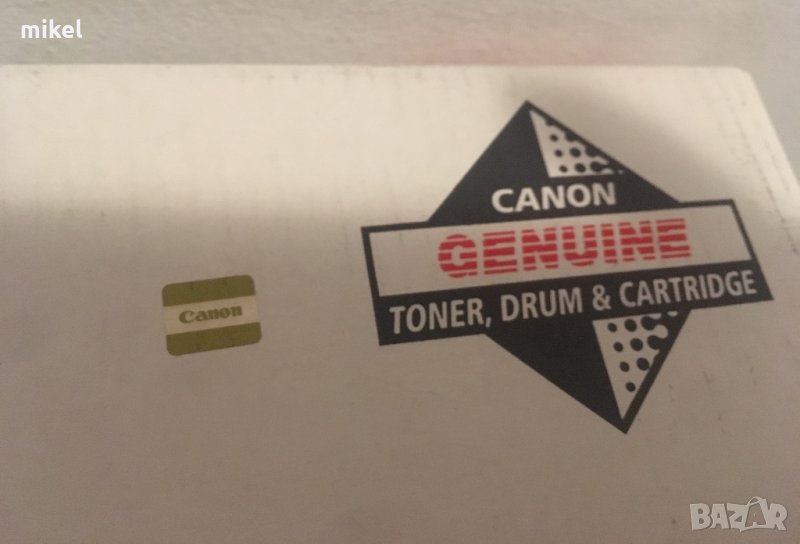 mikel
CANON
GENUINE
TONER, DRUM & CARTRIDGE
Canon
BAZAR